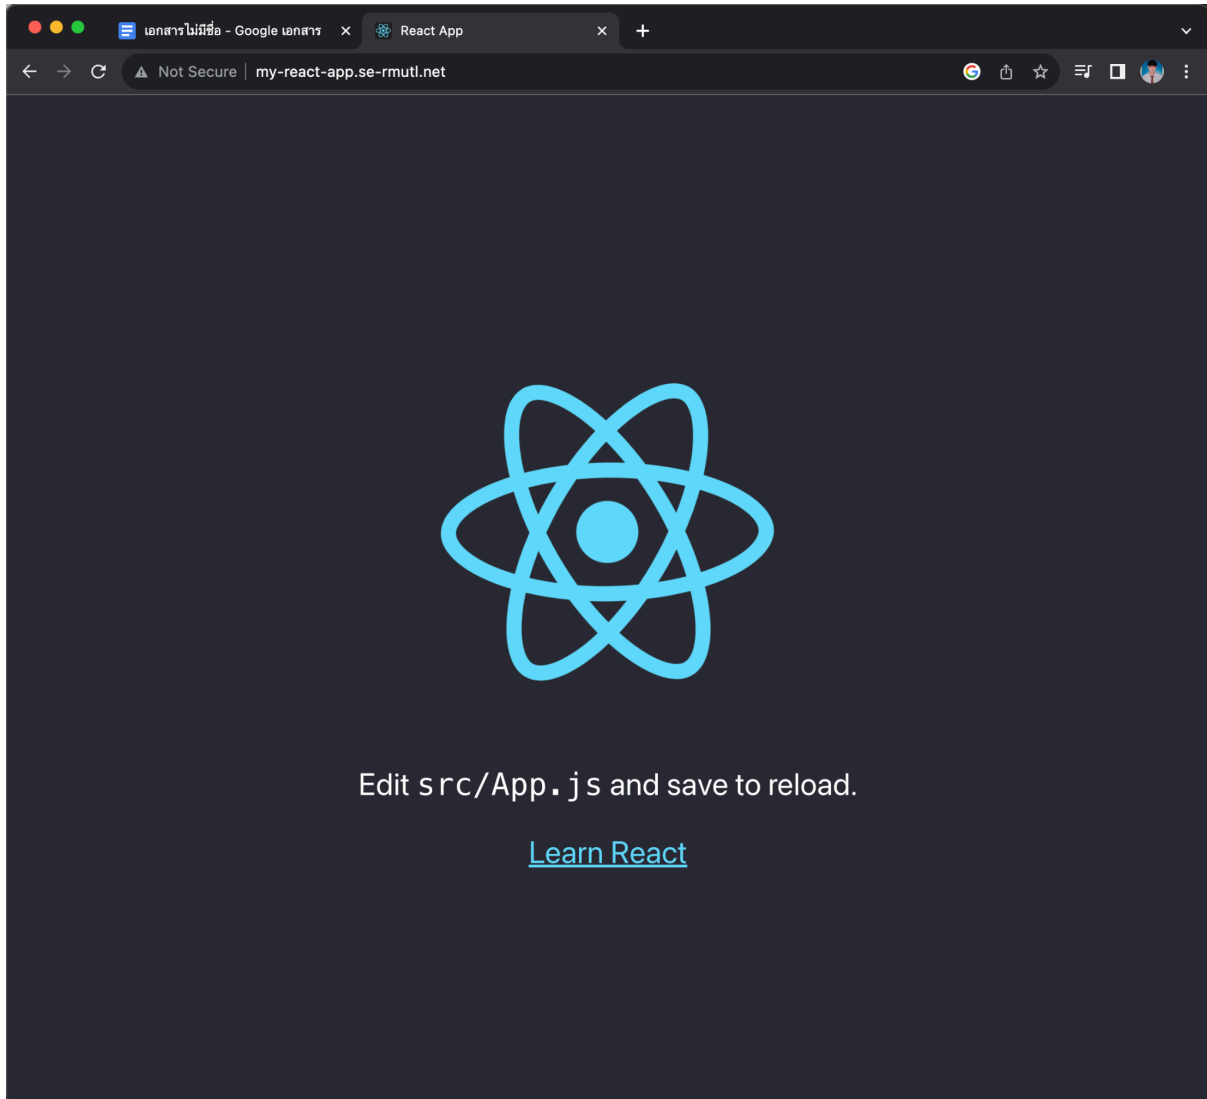 เอกสารไม่มีชื่อ - Google เอกสาร
React App
Not Secure
my-react-app.se-rmutl.net
Edit src/App.js and save to reload.
Learn React